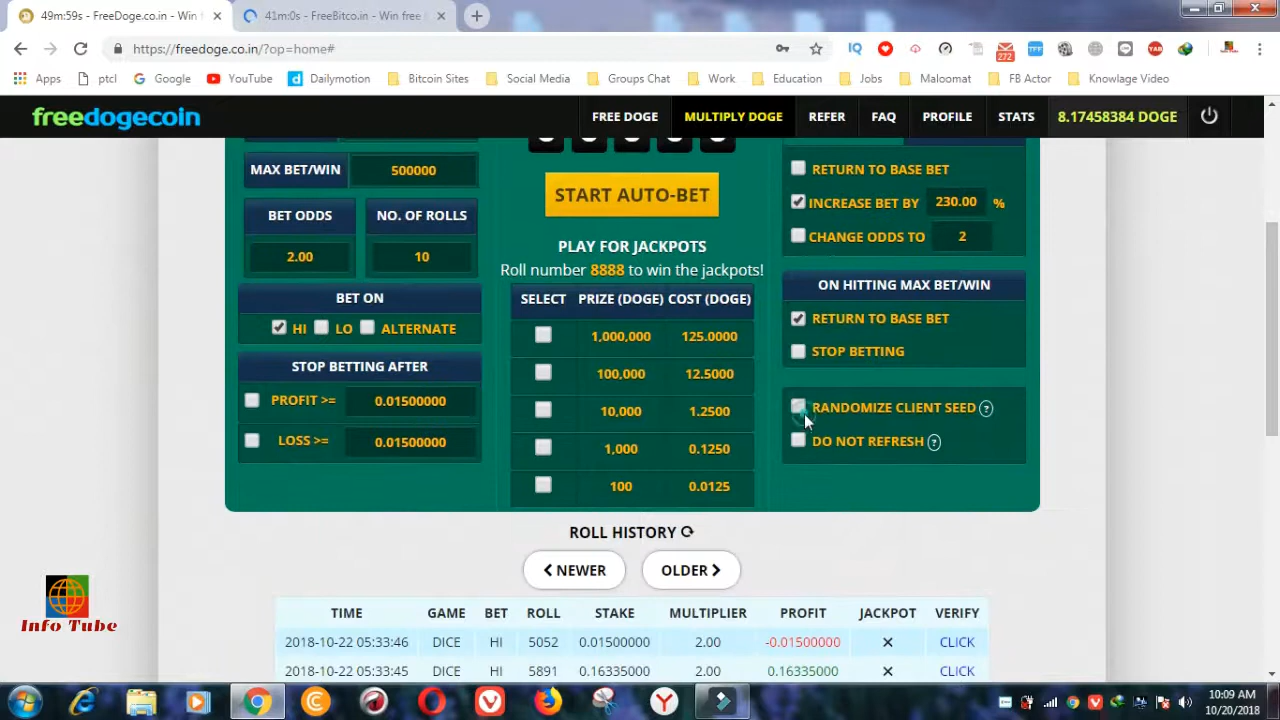 49m:59s - FreeDoge.co.in - Win f
41m:0s - FreeBitco.in - Win free
https://freedoge.co.in/?op=home#
272
Apps
ptcl
Google
YouTube
Dailymotion
Bitcoin Sites
Social Media
Groups Chat
Work
Education
Jobs
Maloomat
FB Actor
Knowlage Video
freedogecoin
FREE DOGE
MULTIPLY DOGE
REFER
FAQ
PROFILE
STATS
8.17458384 DOGE
MAX BET/WIN 500000
BET ODDS NO. OF ROLLS
2.00 10
BET ON
HI LO ALTERNATE
STOP BETTING AFTER
PROFIT >= 0.01500000
LOSS >= 0.01500000
START AUTO-BET
PLAY FOR JACKPOTS
Roll number 8888 to win the jackpots!
SELECT PRIZE (DOGE) COST (DOGE)
1,000,000 125.0000
100,000 12.5000
10,000 1.2500
1,000 0.1250
100 0.0125
RETURN TO BASE BET
INCREASE BET BY 230.00 %
CHANGE ODDS TO 2
ON HITTING MAX BET/WIN
RETURN TO BASE BET
STOP BETTING
RANDOMIZE CLIENT SEED ?
DO NOT REFRESH ?
ROLL HISTORY
NEWER OLDER
TIME GAME BET ROLL STAKE MULTIPLIER PROFIT JACKPOT VERIFY
2018-10-22 05:33:46 DICE HI 5052 0.01500000 2.00 -0.01500000 CLICK
2018-10-22 05:33:45 DICE HI 5891 0.16335000 2.00 0.16335000 CLICK
Info Tube
10:09 AM
10/20/2018